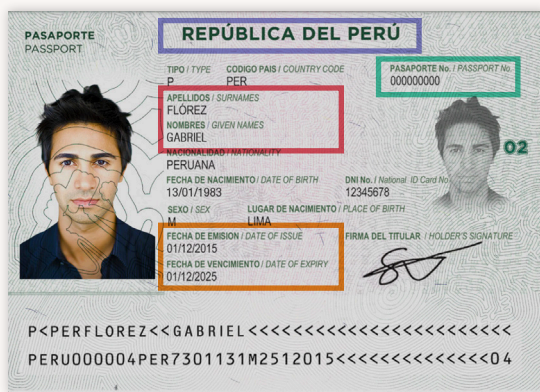 PASAPORTE
PASSPORT
REPÚBLICA DEL PERÚ
TIPO / TYPE CODIGO PAIS / COUNTRY CODE PASAPORTE No. / PASSPORT No.
P PER 000000000
APELLIDOS / SURNAMES
FLÓREZ
NOMBRES / GIVEN NAMES
GABRIEL
NACIONALIDAD / NATIONALITY
PERUANA
FECHA DE NACIMIENTO / DATE OF BIRTH DNI No. / National ID Card No
13/01/1983 12345678
SEXO / SEX LUGAR DE NACIMIENTO / PLACE OF BIRTH
M LIMA
FECHA DE EMISION / DATE OF ISSUE FIRMA DEL TITULAR / HOLDER'S SIGNATURE
01/12/2015
FECHA DE VENCIMIENTO / DATE OF EXPIRY
01/12/2025
02
P<PERFLOREZ<<GABRIEL<<<<<<<<<<<<<<<<<<<<<<<<
PERU000004PER7301131M2512015<<<<<<<<<<<<<<04